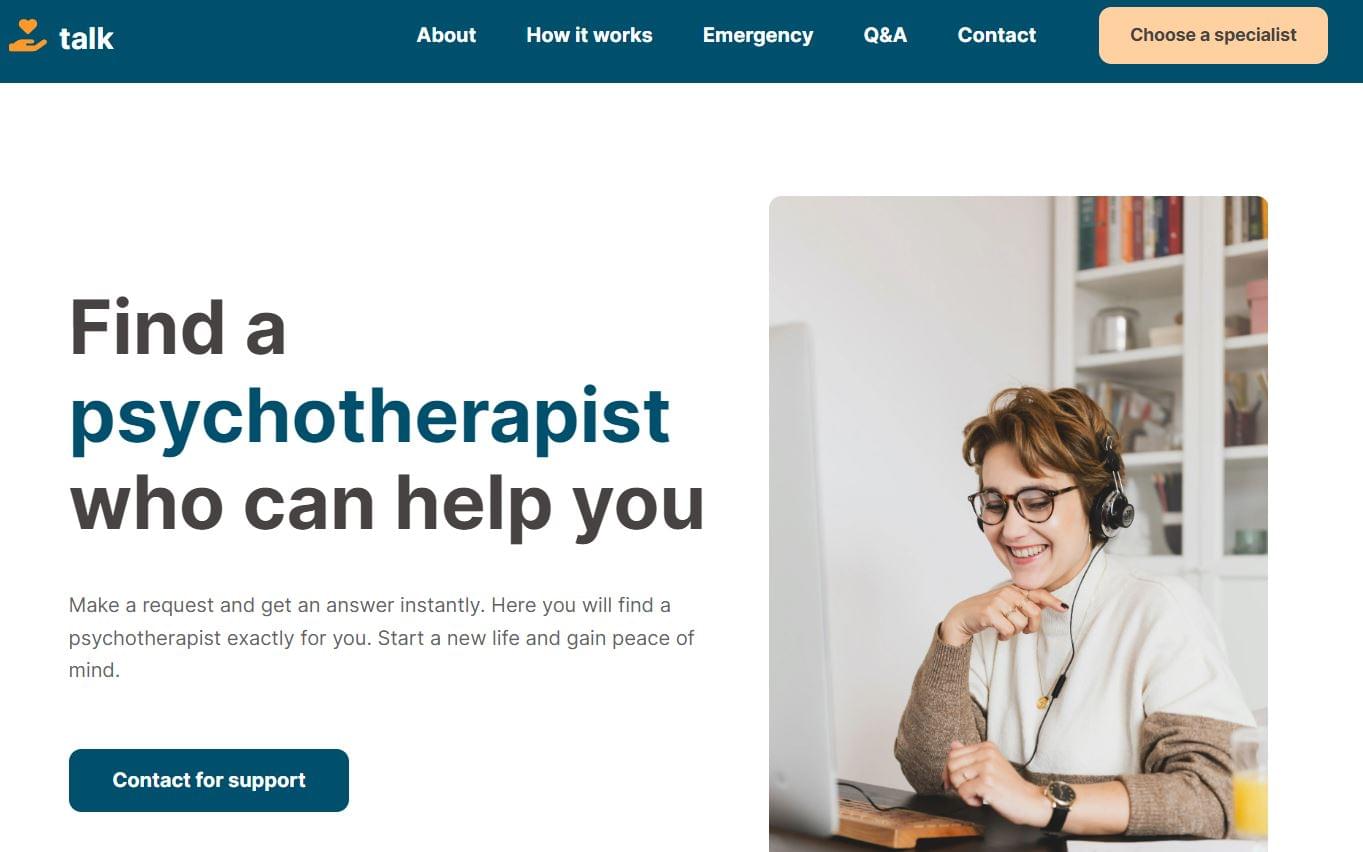 talk
About
How it works
Emergency
Q&A
Contact
Choose a specialist
Find a
psychotherapist
who can help you
Make a request and get an answer instantly. Here you will find a
psychotherapist exactly for you. Start a new life and gain peace of
mind.
Contact for support